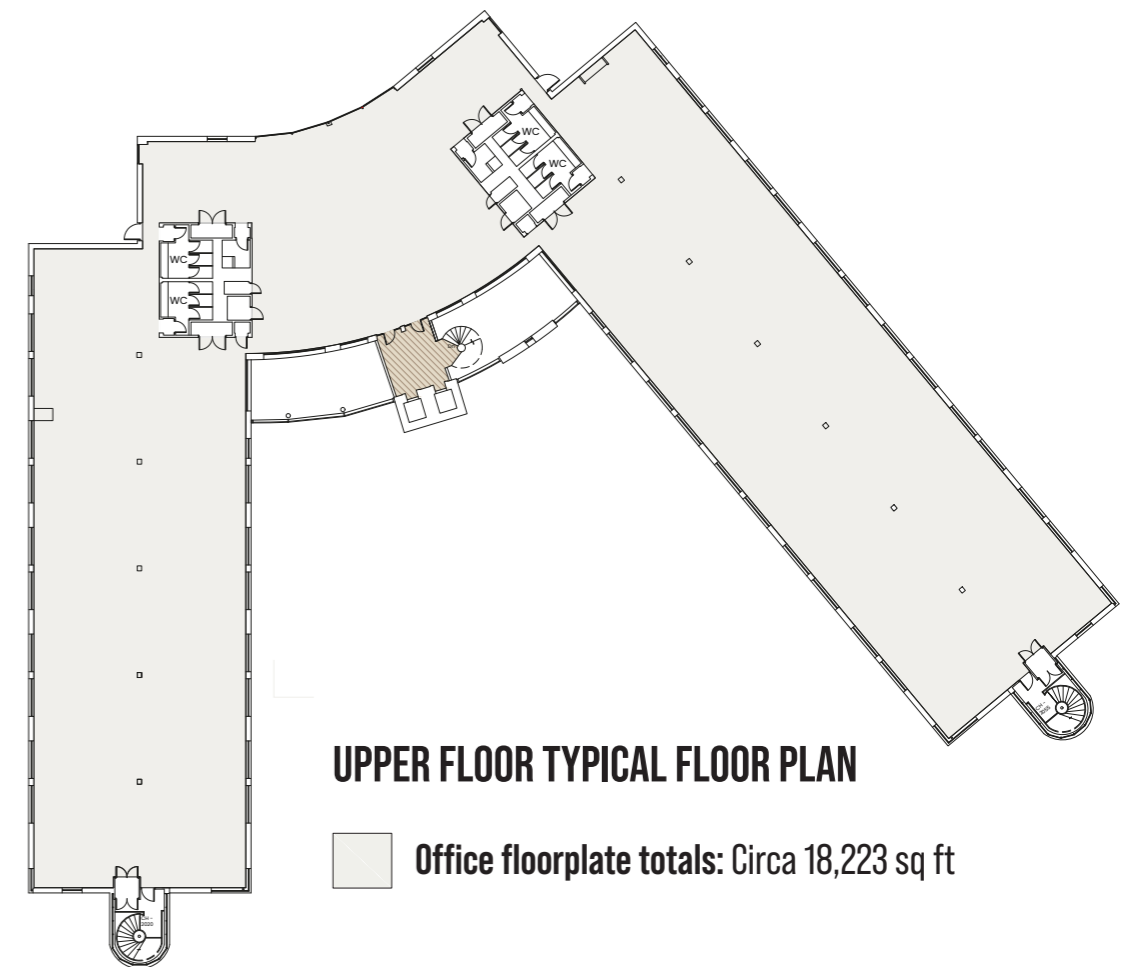 WC
WC
WC
WC
UPPER FLOOR TYPICAL FLOOR PLAN
Office floorplate totals: Circa 18,223 sq ft